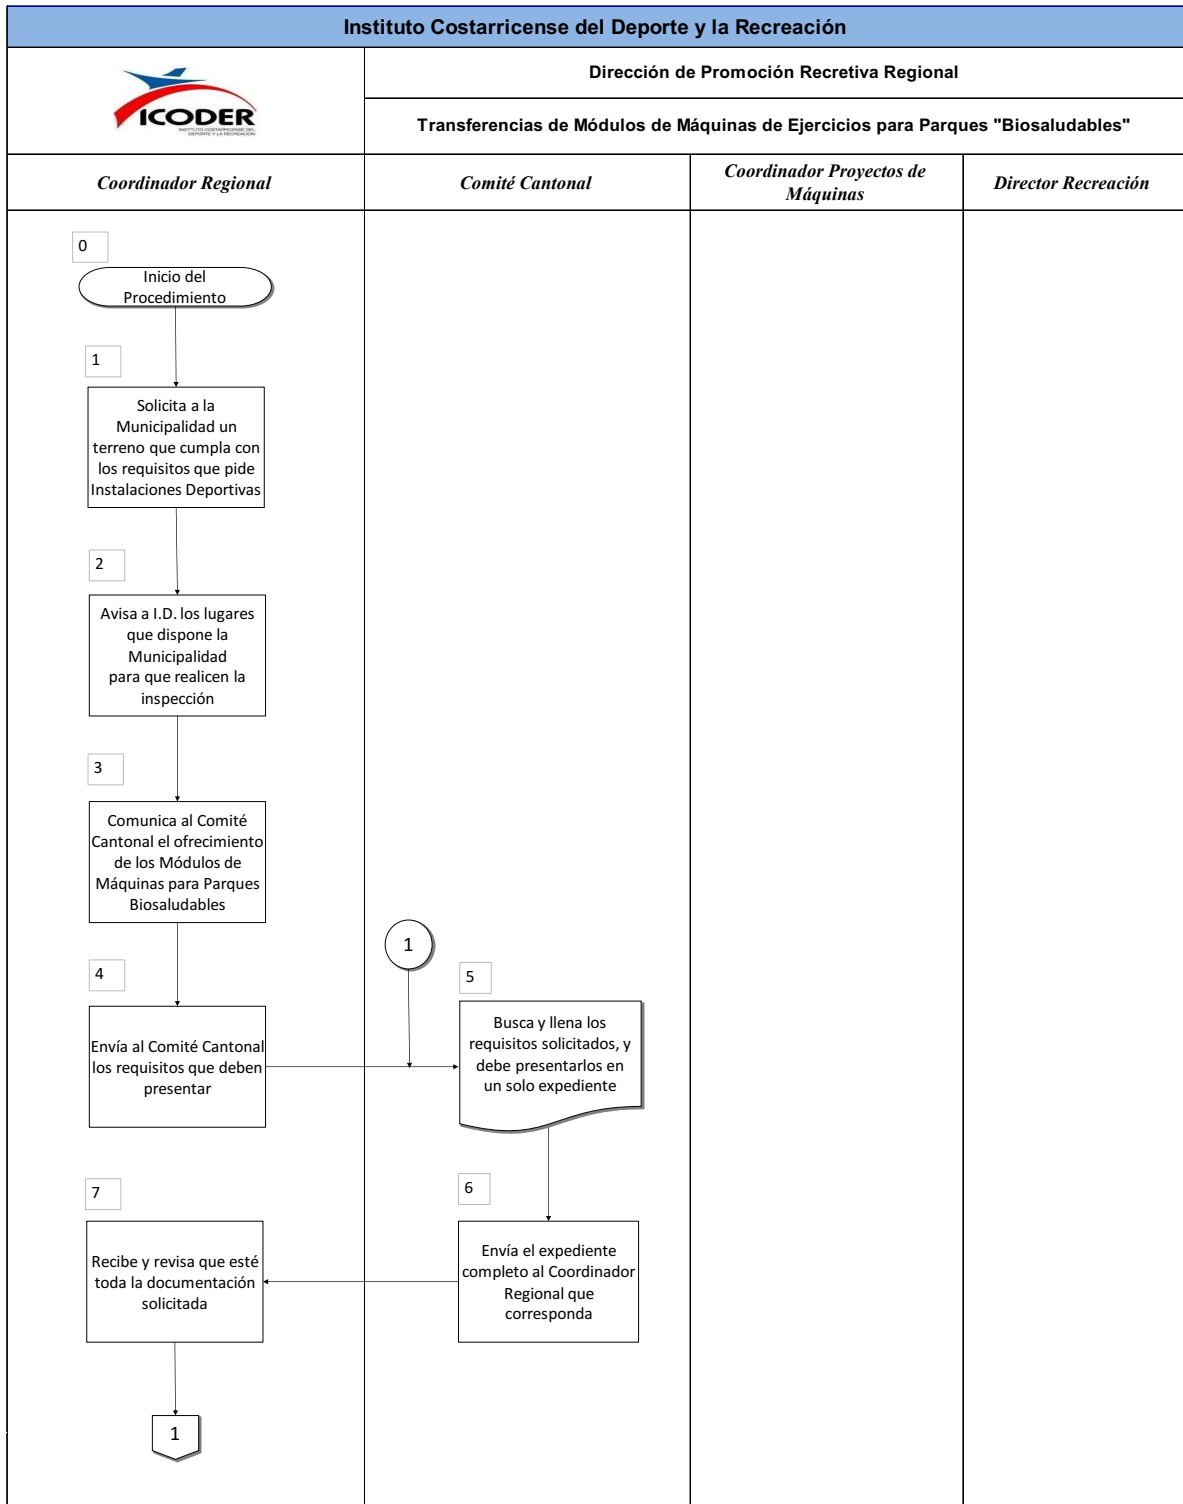 Instituto Costarricense del Deporte y la Recreación
ICODER
INSTITUTO COSTARRICENSE DEL
DEPORTE Y LA RECREACIÓN
Dirección de Promoción Recretiva Regional
Transferencias de Módulos de Máquinas de Ejercicios para Parques "Biosaludables"
Coordinador Regional
Comité Cantonal
Coordinador Proyectos de
Máquinas
Director Recreación
0
Inicio del
Procedimiento
1
Solicita a la
Municipalidad un
terreno que cumpla con
los requisitos que pide
Instalaciones Deportivas
2
Avisa a I.D. los lugares
que dispone la
Municipalidad
para que realicen la
inspección
3
Comunica al Comité
Cantonal el ofrecimiento
de los Módulos de
Máquinas para Parques
Biosaludables
4
Envía al Comité Cantonal
los requisitos que deben
presentar
1
5
Busca y llena los
requisitos solicitados, y
debe presentarlos en
un solo expediente
6
Envía el expediente
completo al Coordinador
Regional que
corresponda
7
Recibe y revisa que esté
toda la documentación
solicitada
1